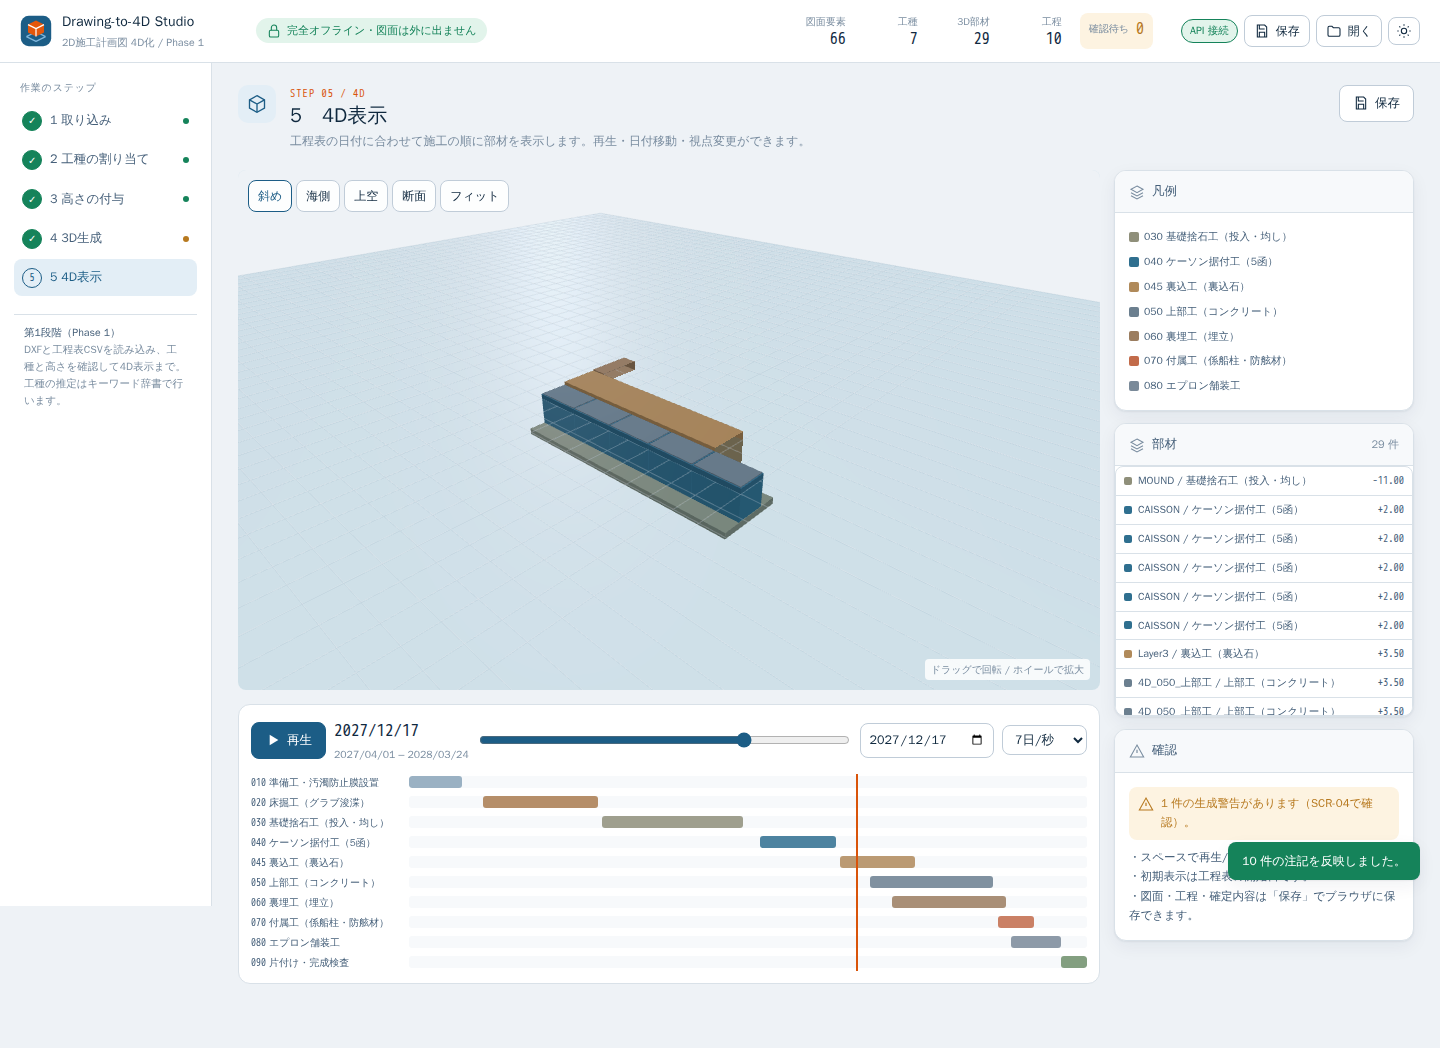 Drawing-to-4D Studio
2D施工計画図 4D化 / Phase 1
完全オフライン・図面は外に出ません
図面要素 66
工種 7
3D部材 29
工程 10
確認待ち 0
API 接続
保存
開く
作業のステップ
✓ 1 取り込み
✓ 2 工種の割り当て
✓ 3 高さの付与
✓ 4 3D生成
5 5 4D表示
第1段階（Phase 1）
DXFと工程表CSVを読み込み、工
種と高さを確認して4D表示まで。
工種の推定はキーワード辞書で行
います。
STEP 05 / 4D
5 4D表示
工程表の日付に合わせて施工の順に部材を表示します。再生・日付移動・視点変更ができます。
保存
斜め
海側
上空
断面
フィット
ドラッグで回転 / ホイールで拡大
再生
2027/12/17
2027/04/01 – 2028/03/24
2027/12/17
7日/秒
010 準備工・汚濁防止膜設置
020 床掘工（グラブ浚渫）
030 基礎捨石工（投入・均し）
040 ケーソン据付工（5函）
045 裏込工（裏込石）
050 上部工（コンクリート）
060 裏埋工（埋立）
070 付属工（係船柱・防舷材）
080 エプロン舗装工
090 片付け・完成検査
凡例
030 基礎捨石工（投入・均し）
040 ケーソン据付工（5函）
045 裏込工（裏込石）
050 上部工（コンクリート）
060 裏埋工（埋立）
070 付属工（係船柱・防舷材）
080 エプロン舗装工
部材 29 件
MOUND / 基礎捨石工（投入・均し） -11.00
CAISSON / ケーソン据付工（5函） +2.00
CAISSON / ケーソン据付工（5函） +2.00
CAISSON / ケーソン据付工（5函） +2.00
CAISSON / ケーソン据付工（5函） +2.00
CAISSON / ケーソン据付工（5函） +2.00
Layer3 / 裏込工（裏込石） +3.50
4D_050_上部工 / 上部工（コンクリート） +3.50
4D_050_上部工 / 上部工（コンクリート） +3.50
確認
1 件の生成警告があります（SCR-04で確
認）。
・スペースで再生/
・初期表示は工程表
10 件の注記を反映しました。
・図面・工程・確定内容は「保存」でブラウザに保
存できます。